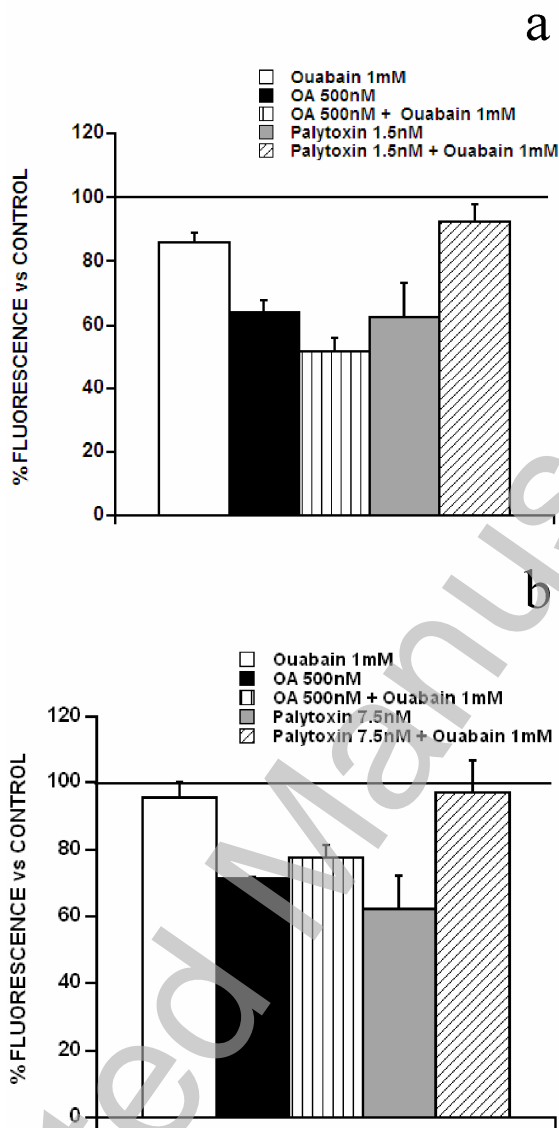 a
Ouabain 1mM
OA 500nM
OA 500nM + Ouabain 1mM
Palytoxin 1.5nM
Palytoxin 1.5nM + Ouabain 1mM
120
100
80
60
40
20
0
% FLUORESCENCE vs CONTROL
b
Ouabain 1mM
OA 500nM
OA 500nM + Ouabain 1mM
Palytoxin 7.5nM
Palytoxin 7.5nM + Ouabain 1mM
120
100
80
60
40
20
0
% FLUORESCENCE vs CONTROL
ted Manus